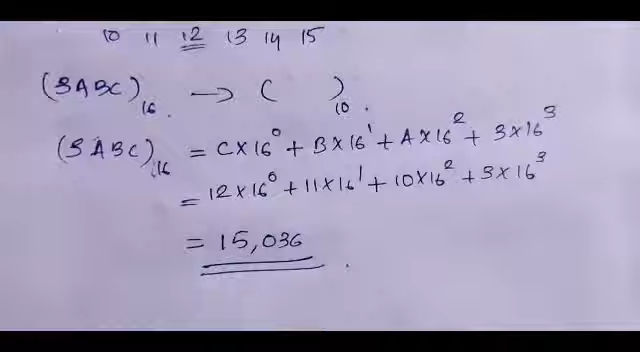 10 11 12 13 14 15
(3ABC)₁₆ → ( )₁₀.
(3ABC)₁₆ = C×16⁰ + B×16¹ + A×16² + 3×16³
= 12×16⁰ + 11×16¹ + 10×16² + 3×16³
= 15,036